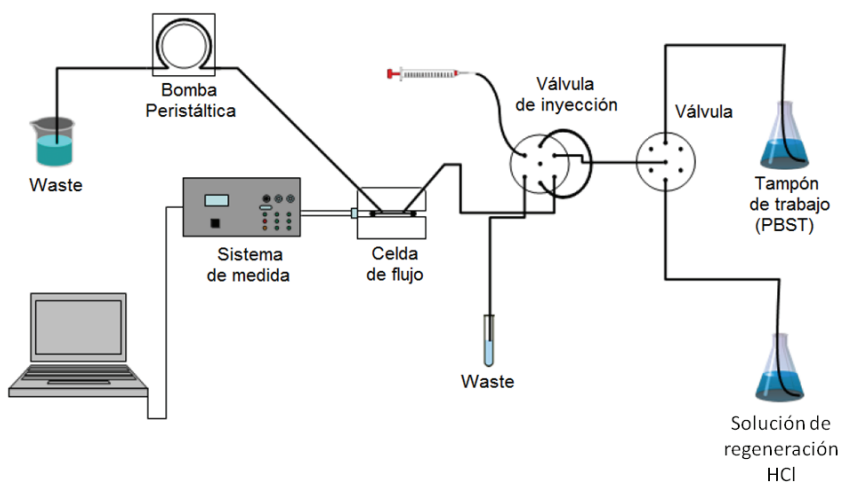 Bomba
Peristáltica
Waste
Válvula
de inyección
Válvula
Tampón
de trabajo
(PBST)
Sistema
de medida
Celda
de flujo
Waste
Solución de
regeneración
HCl